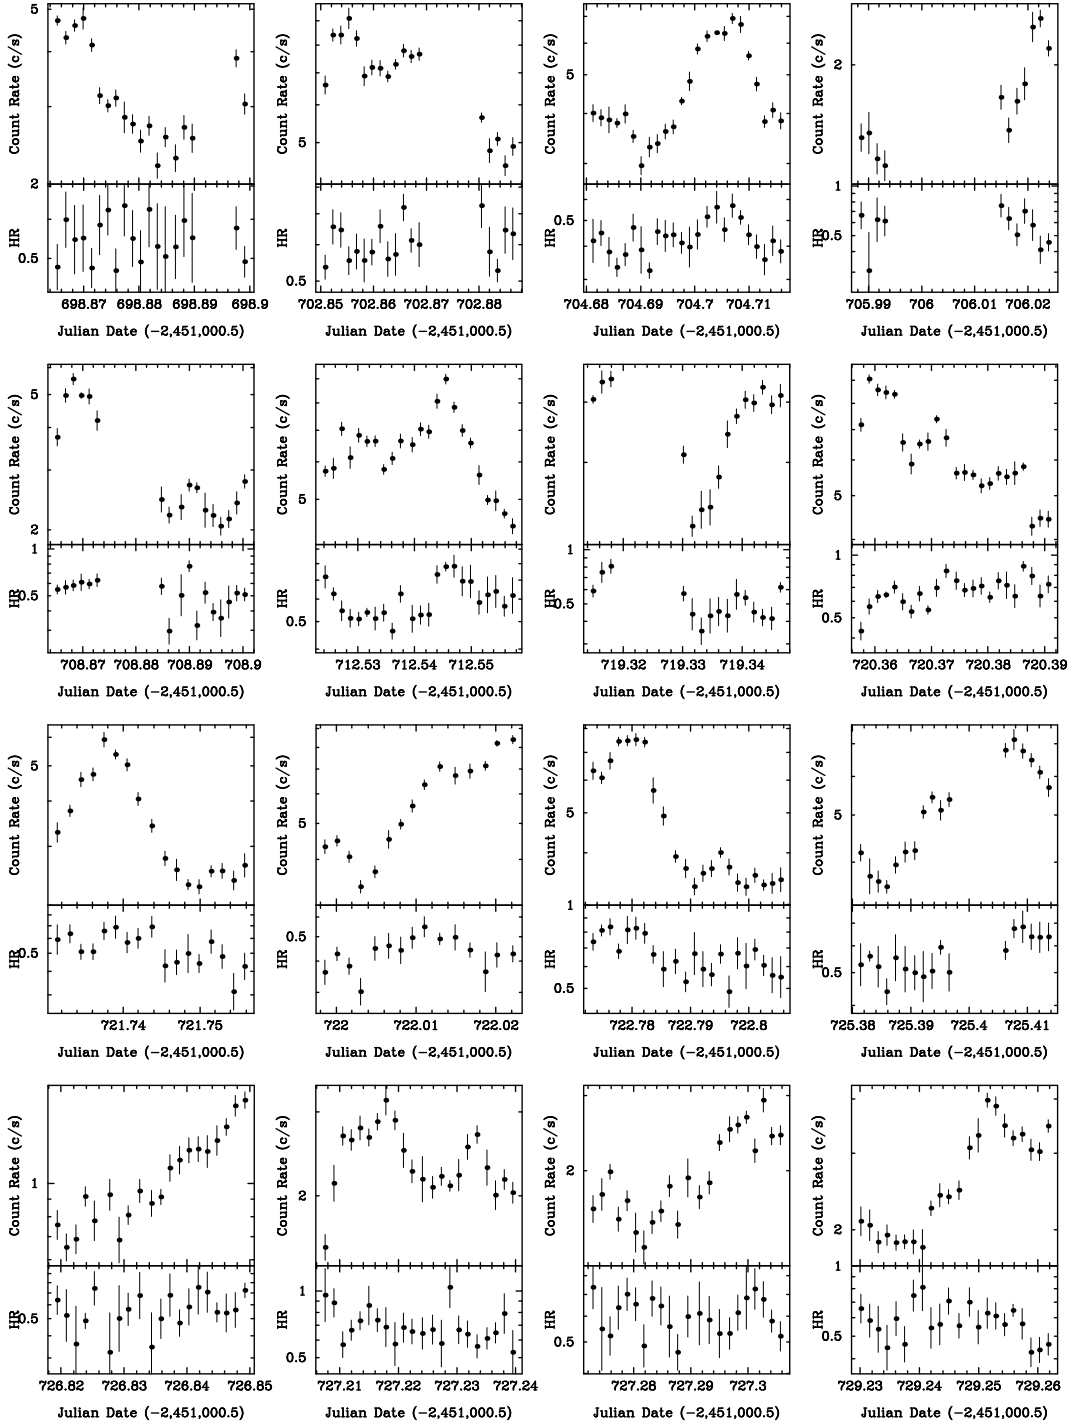 5
2
Count Rate (c/s)
0.5
HR
698.87 698.88 698.89 698.9
Julian Date (−2,451,000.5)
5
Count Rate (c/s)
0.5
HR
702.85 702.86 702.87 702.88
Julian Date (−2,451,000.5)
5
Count Rate (c/s)
0.5
HR
704.68 704.69 704.7 704.71
Julian Date (−2,451,000.5)
2
Count Rate (c/s)
1
0.5
HR
705.99 706 706.01 706.02
Julian Date (−2,451,000.5)
5
2
Count Rate (c/s)
1
0.5
HR
708.87 708.88 708.89 708.9
Julian Date (−2,451,000.5)
5
Count Rate (c/s)
0.5
HR
712.53 712.54 712.55
Julian Date (−2,451,000.5)
2
Count Rate (c/s)
1
0.5
HR
719.32 719.33 719.34
Julian Date (−2,451,000.5)
5
Count Rate (c/s)
1
0.5
HR
720.36 720.37 720.38 720.39
Julian Date (−2,451,000.5)
5
Count Rate (c/s)
0.5
HR
721.74 721.75
Julian Date (−2,451,000.5)
5
Count Rate (c/s)
0.5
HR
722 722.01 722.02
Julian Date (−2,451,000.5)
5
Count Rate (c/s)
1
0.5
HR
722.78 722.79 722.8
Julian Date (−2,451,000.5)
5
Count Rate (c/s)
0.5
HR
725.38 725.39 725.4 725.41
Julian Date (−2,451,000.5)
1
Count Rate (c/s)
0.5
HR
726.82 726.83 726.84 726.85
Julian Date (−2,451,000.5)
2
Count Rate (c/s)
1
0.5
HR
727.21 727.22 727.23 727.24
Julian Date (−2,451,000.5)
2
Count Rate (c/s)
0.5
HR
727.28 727.29 727.3
Julian Date (−2,451,000.5)
2
Count Rate (c/s)
1
0.5
HR
729.23 729.24 729.25 729.26
Julian Date (−2,451,000.5)